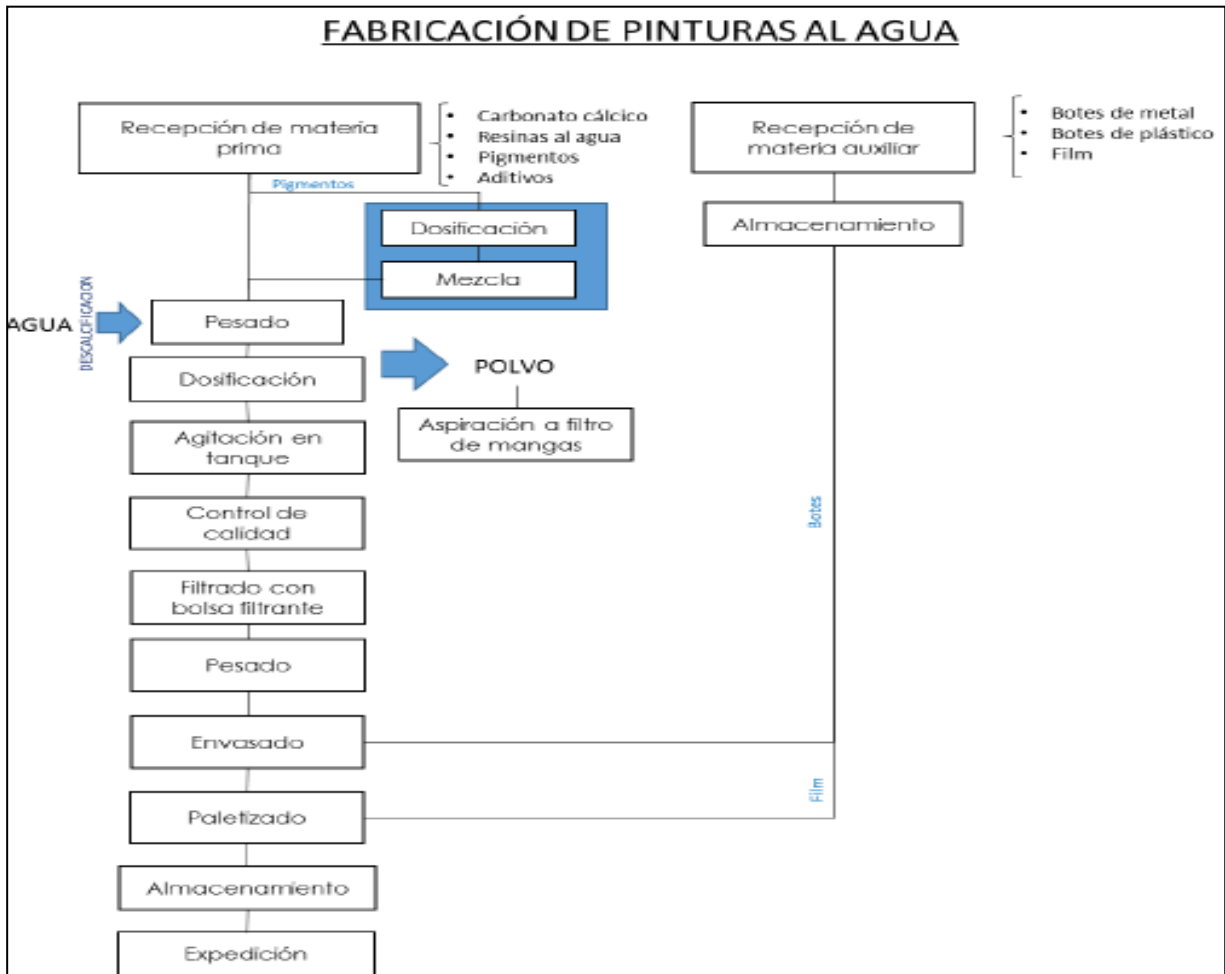 FABRICACIÓN DE PINTURAS AL AGUA
Recepción de materia
prima
• Carbonato cálcico
• Resinas al agua
• Pigmentos
• Aditivos
Recepción de
materia auxiliar
• Botes de metal
• Botes de plástico
• Film
Pigmentos
Dosificación
Mezcla
Almacenamiento
AGUA
DESCALCIFICACION
Pesado
Dosificación
POLVO
Aspiración a filtro
de mangas
Agitación en
tanque
Control de
calidad
Filtrado con
bolsa filtrante
Pesado
Botes
Envasado
Film
Paletizado
Almacenamiento
Expedición